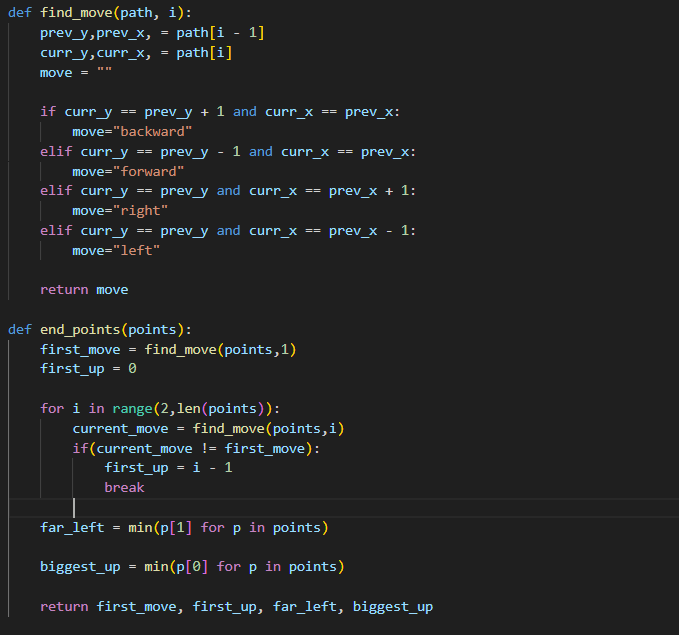 def find_move(path, i):
    prev_y,prev_x, = path[i - 1]
    curr_y,curr_x, = path[i]
    move = ""

    if curr_y == prev_y + 1 and curr_x == prev_x:
        move="backward"
    elif curr_y == prev_y - 1 and curr_x == prev_x:
        move="forward"
    elif curr_y == prev_y and curr_x == prev_x + 1:
        move="right"
    elif curr_y == prev_y and curr_x == prev_x - 1:
        move="left"

    return move

def end_points(points):
    first_move = find_move(points,1)
    first_up = 0

    for i in range(2,len(points)):
        current_move = find_move(points,i)
        if(current_move != first_move):
            first_up = i - 1
            break

    far_left = min(p[1] for p in points)

    biggest_up = min(p[0] for p in points)

    return first_move, first_up, far_left, biggest_up